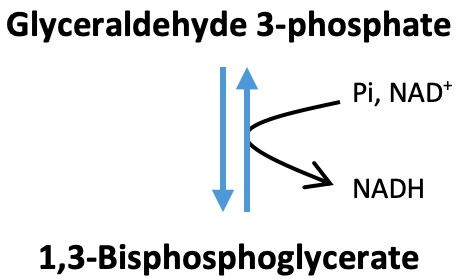 Glyceraldehyde 3-phosphate
Pi, NAD⁺
NADH
1,3-Bisphosphoglycerate